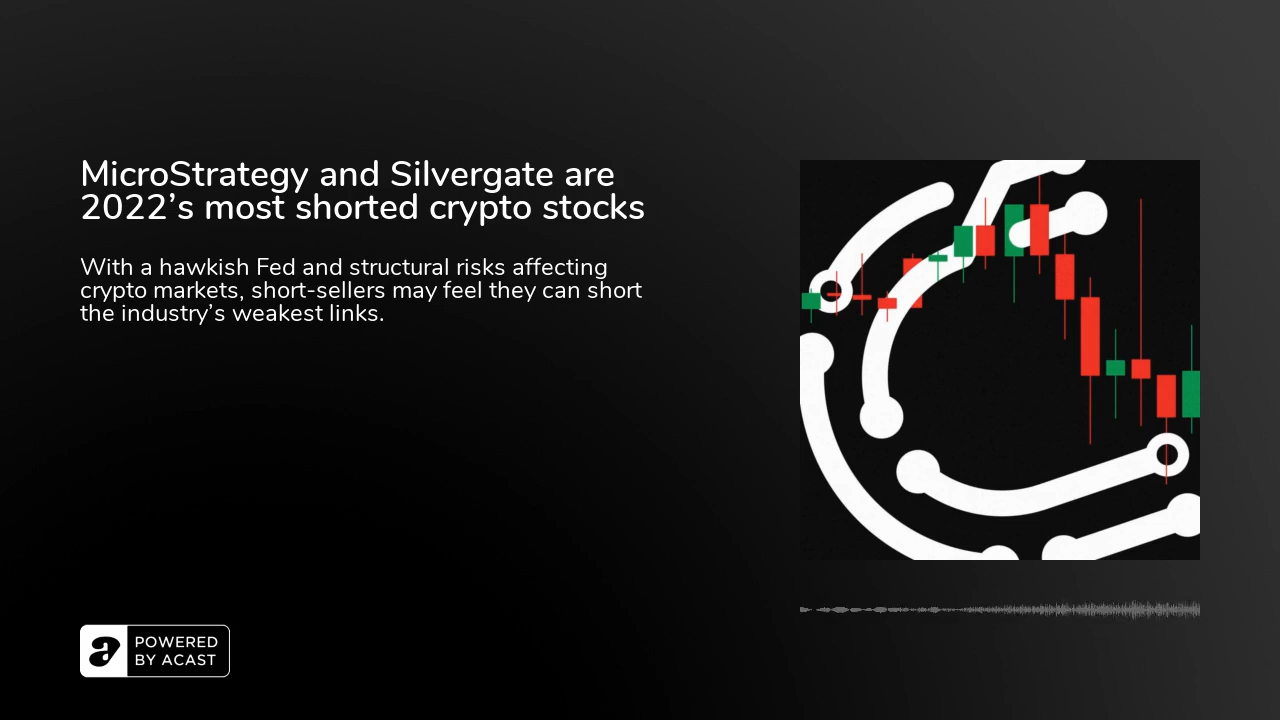 MicroStrategy and Silvergate are
2022’s most shorted crypto stocks
With a hawkish Fed and structural risks affecting
crypto markets, short-sellers may feel they can short
the industry’s weakest links.
a POWERED
BY ACAST